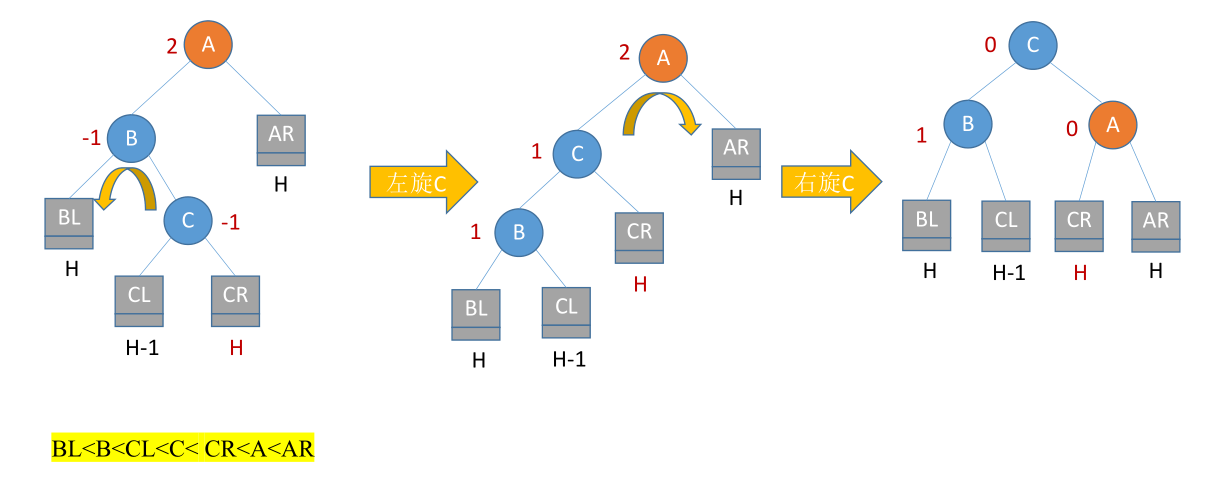 2 A
-1 B
AR
H
BL
H
C -1
CL
H-1
CR
H
左旋C
2 A
1 C
AR
H
1 B
CR
H
BL
H
CL
H-1
右旋C
0 C
1 B
0 A
BL
H
CL
H-1
CR
H
AR
H
BL<B<CL<C< CR<A<AR